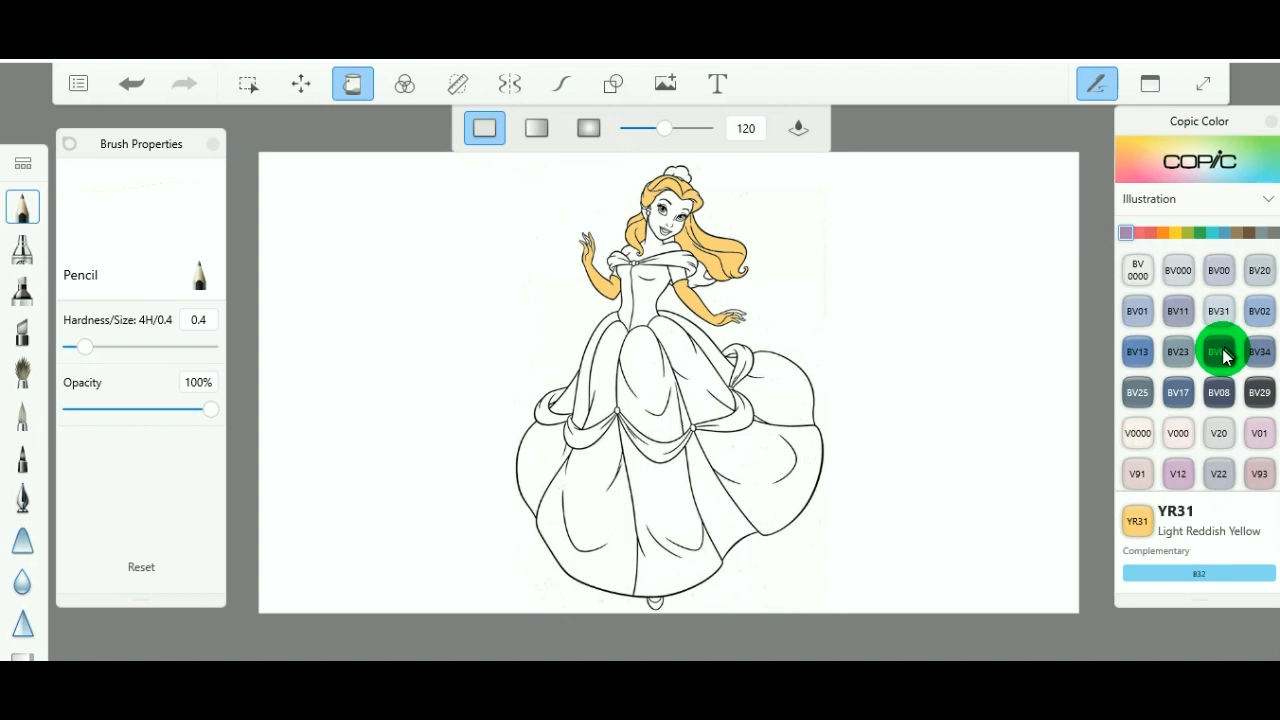 T
120
Brush Properties
Pencil
Hardness/Size: 4H/0.4 0.4
Opacity 100%
Reset
Copic Color
COPIC
Illustration
BV0000 BV000 BV00 BV20
BV01 BV11 BV31 BV02
BV13 BV23 BV34
BV25 BV17 BV08 BV29
V0000 V000 V20 V01
V91 V12 V22 V93
YR31 YR31
Light Reddish Yellow
Complementary
B32